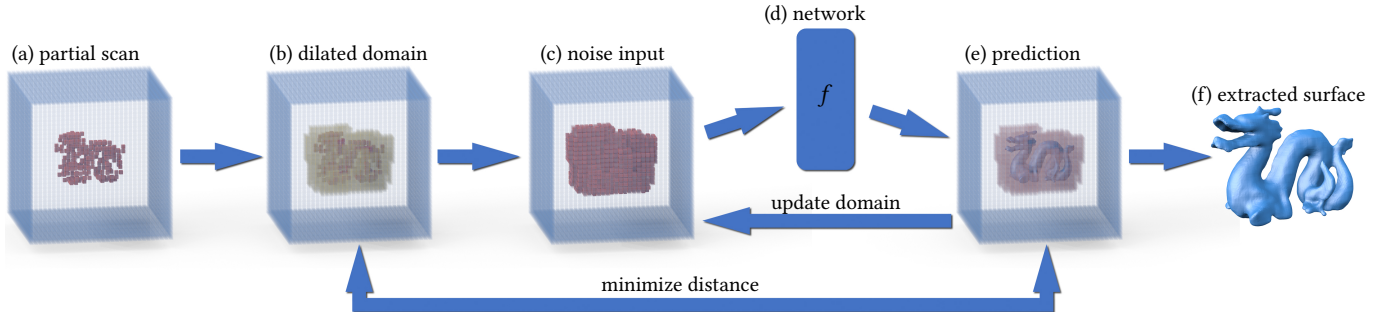 (a) partial scan
(b) dilated domain
(c) noise input
(d) network
f
(e) prediction
(f) extracted surface
update domain
minimize distance